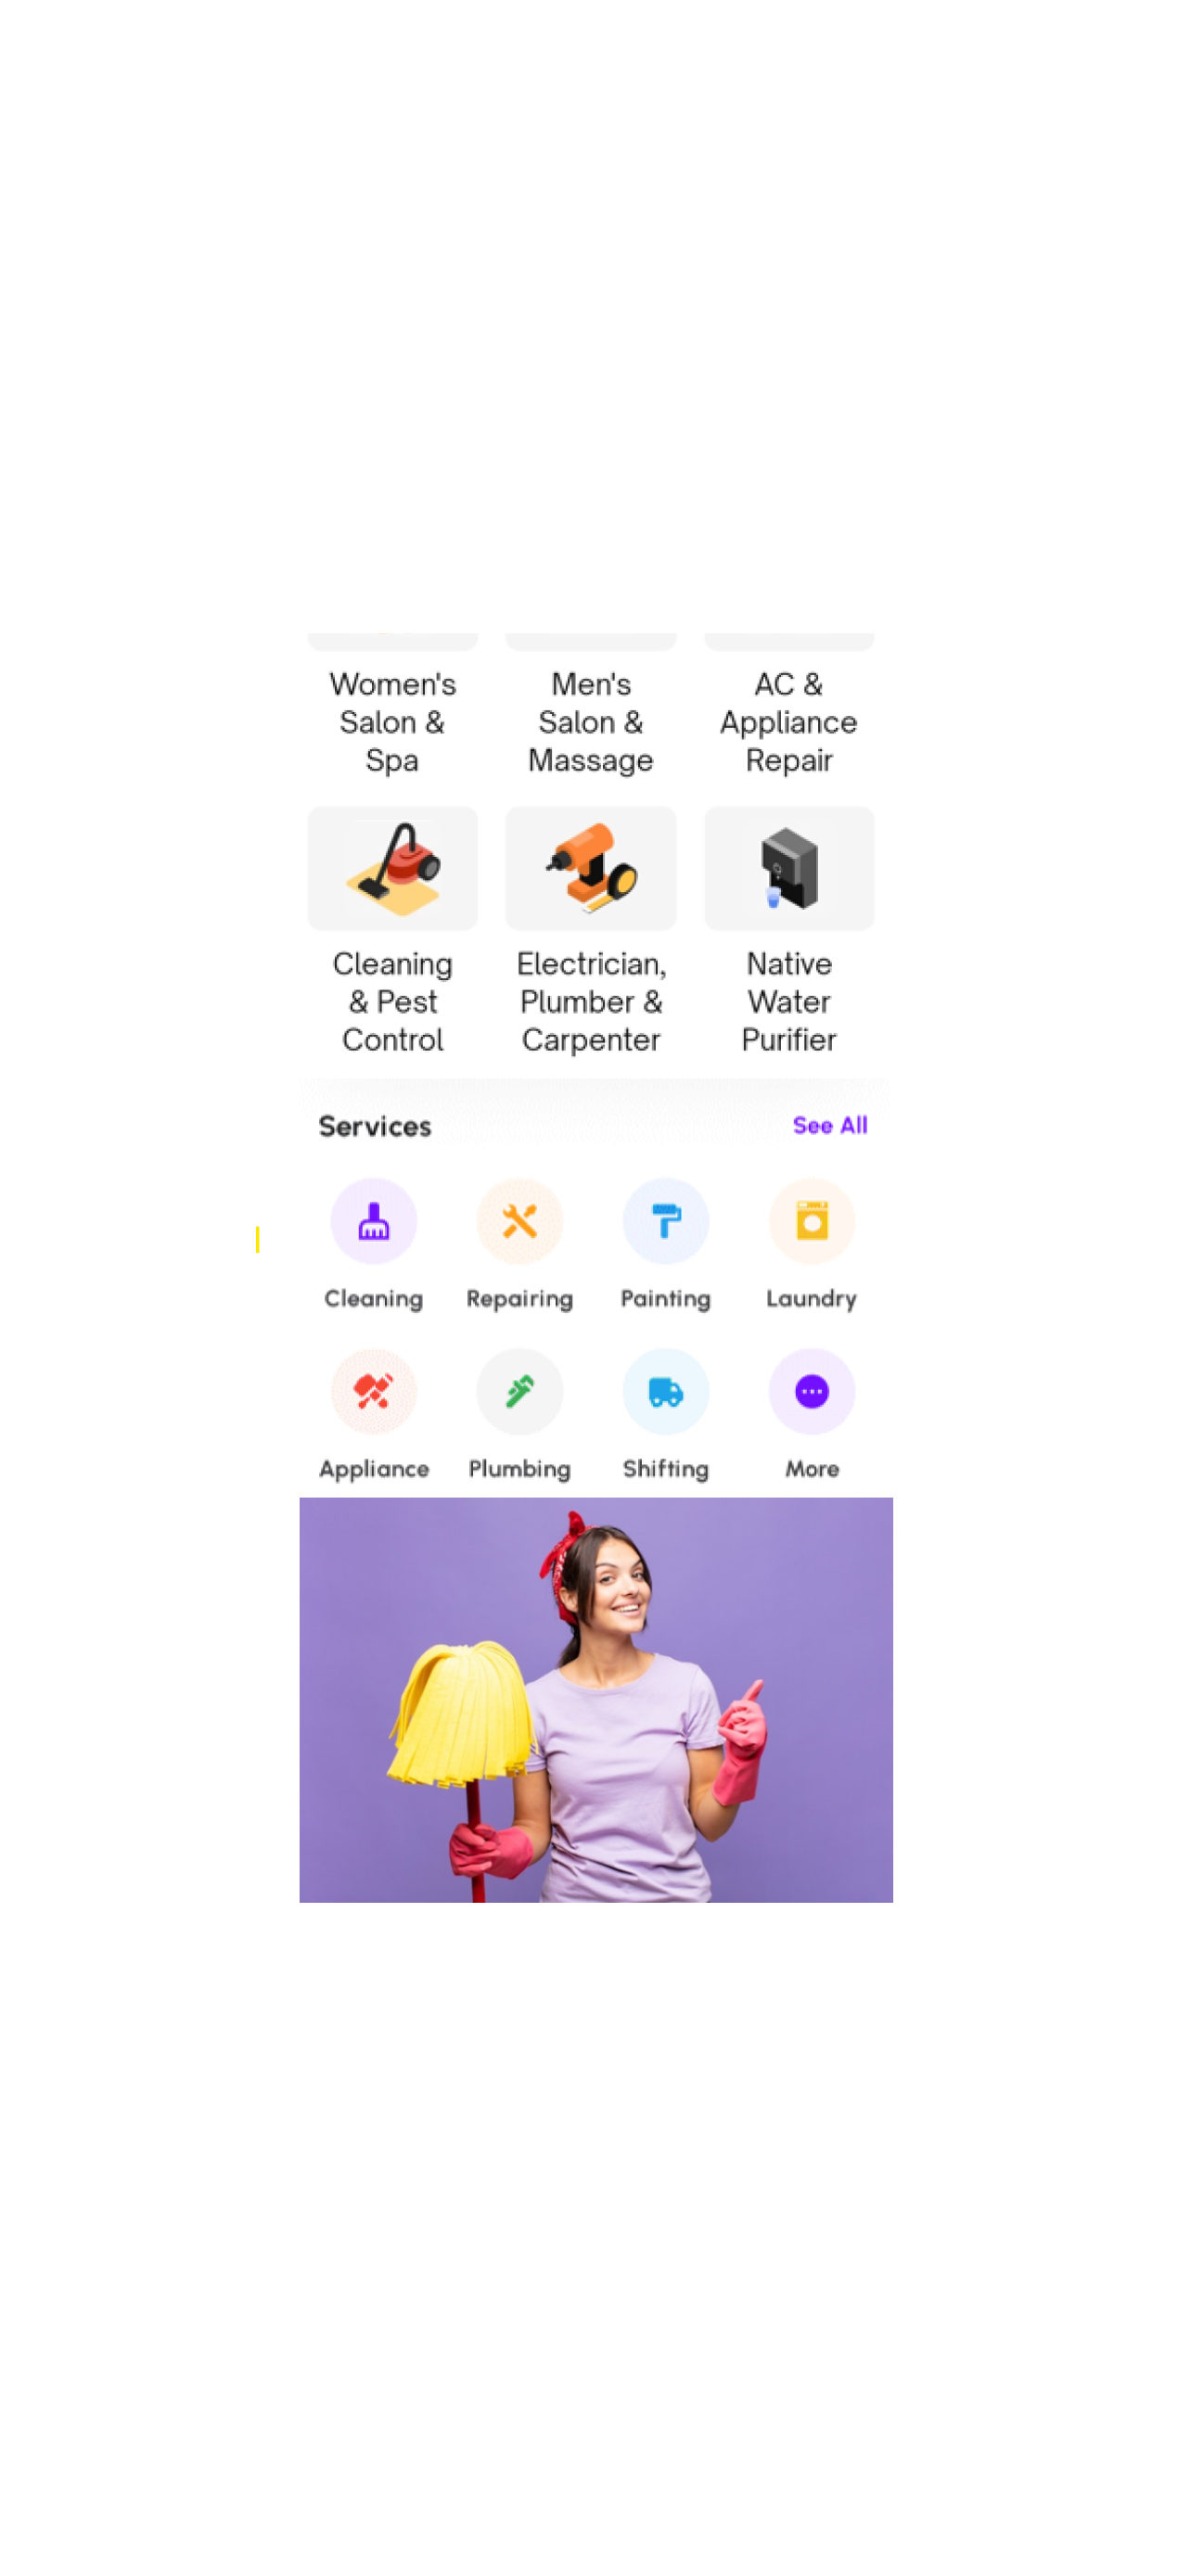 Women's Men's AC &
Salon & Salon & Appliance
Spa Massage Repair
Cleaning Electrician, Native
& Pest Plumber & Water
Control Carpenter Purifier
Services See All
Cleaning Repairing Painting Laundry
Appliance Plumbing Shifting More